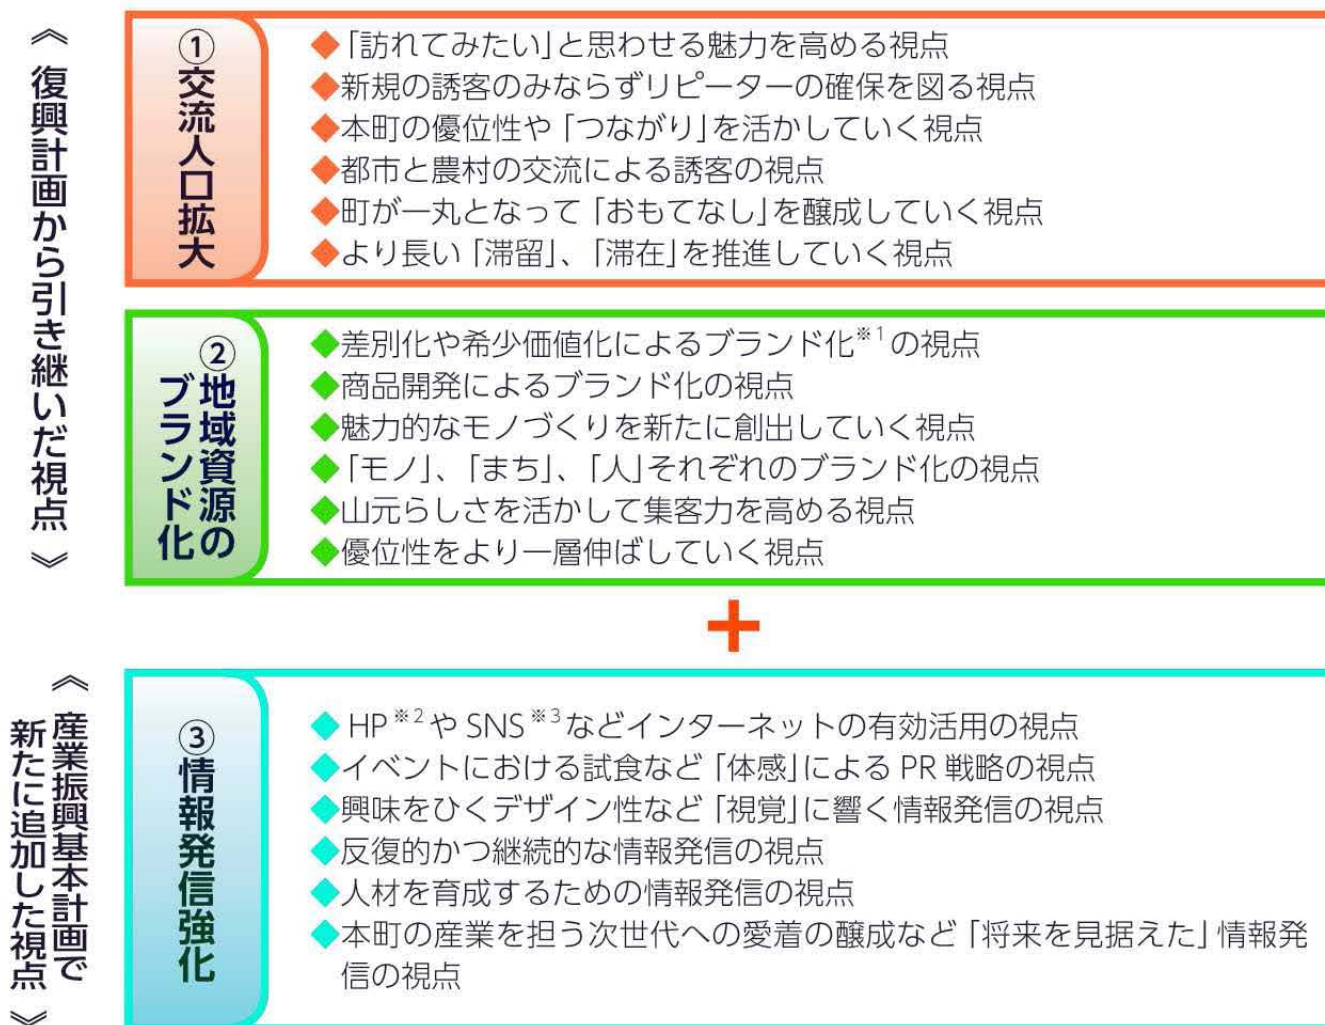 《 復興計画から引き継いだ視点 》
①交流人口拡大
◆「訪れてみたい」と思わせる魅力を高める視点
◆新規の誘客のみならずリピーターの確保を図る視点
◆本町の優位性や「つながり」を活かしていく視点
◆都市と農村の交流による誘客の視点
◆町が一丸となって「おもてなし」を醸成していく視点
◆より長い「滞留」、「滞在」を推進していく視点
②地域資源の
ブランド化
◆差別化や希少価値化によるブランド化※1の視点
◆商品開発によるブランド化の視点
◆魅力的なモノづくりを新たに創出していく視点
◆「モノ」、「まち」、「人」それぞれのブランド化の視点
◆山元らしさを活かして集客力を高める視点
◆優位性をより一層伸ばしていく視点
+
《 産業振興基本計画で
新たに追加した視点 》
③情報発信強化
◆HP※2やSNS※3などインターネットの有効活用の視点
◆イベントにおける試食など「体感」によるPR戦略の視点
◆興味をひくデザイン性など「視覚」に響く情報発信の視点
◆反復的かつ継続的な情報発信の視点
◆人材を育成するための情報発信の視点
◆本町の産業を担う次世代への愛着の醸成など「将来を見据えた」情報発
信の視点